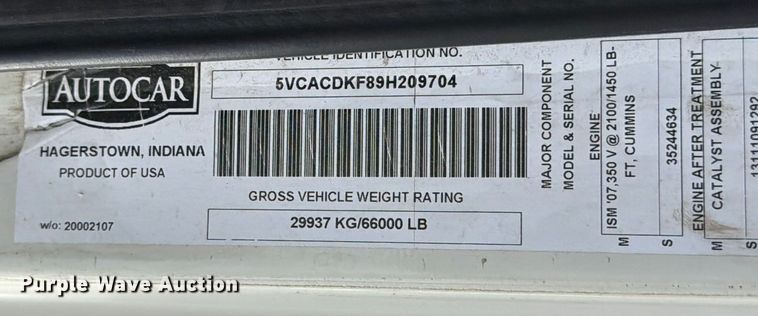 VEHICLE IDENTIFICATION NO.
AUTOCAR
5VCACDKF89H209704
HAGERSTOWN, INDIANA
PRODUCT OF USA
GROSS VEHICLE WEIGHT RATING
w/o: 20002107
29937 KG/66000 LB
MAJOR COMPONENT
MODEL & SERIAL NO.
ENGINE
M
ISM '07,350 V @ 2100/1450 LB-
FT, CUMMINS
S
35244634
ENGINE AFTER TREATMENT
M
CATALYST ASSEMBLY
S
13111091292
Purple Wave Auction